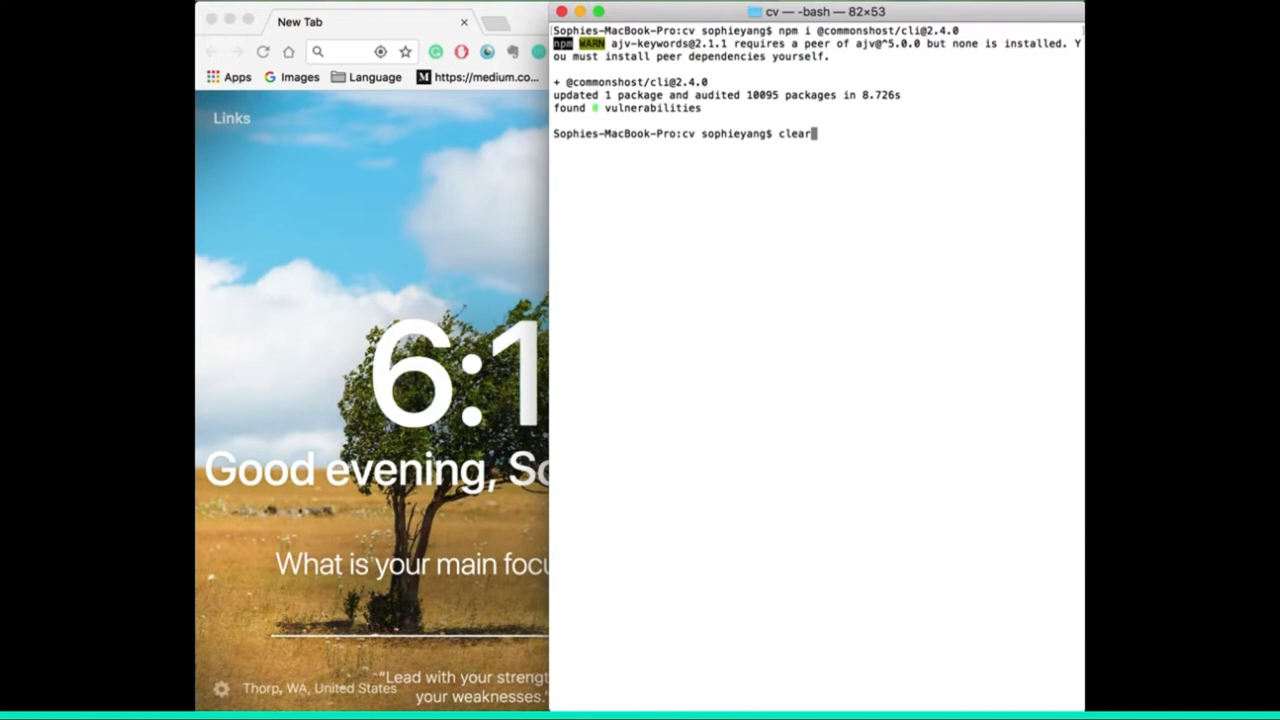 New Tab
Apps
Images
Language
https://medium.com...
Links
6:1
Good evening, So
What is your main focu
"Lead with your strengt
your weaknesses."
Thorp, WA, United States
cv — -bash — 82×53
Sophies-MacBook-Pro:cv sophieyang$ npm i @commonshost/cli@2.4.0
npm WARN ajv-keywords@2.1.1 requires a peer of ajv@^5.0.0 but none is installed. Y
ou must install peer dependencies yourself.
+ @commonshost/cli@2.4.0
updated 1 package and audited 10095 packages in 8.726s
found 0 vulnerabilities
Sophies-MacBook-Pro:cv sophieyang$ clear